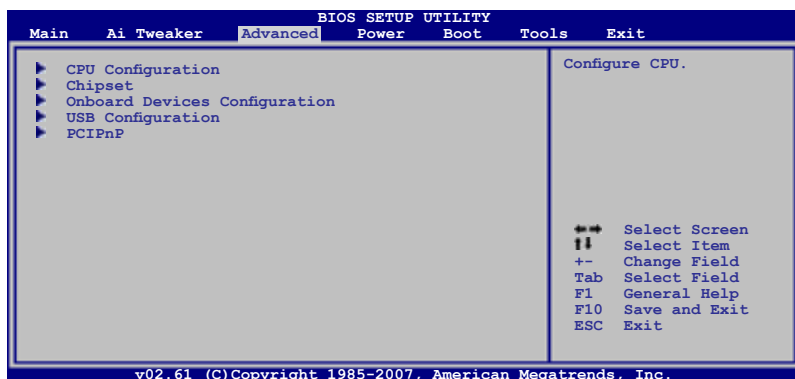 BIOS SETUP UTILITY
Main Ai Tweaker Advanced Power Boot Tools Exit
CPU Configuration
Chipset
Onboard Devices Configuration
USB Configuration
PCIPnP
Configure CPU.
Select Screen
Select Item
+- Change Field
Tab Select Field
F1 General Help
F10 Save and Exit
ESC Exit
v02.61 (C)Copyright 1985-2007, American Megatrends, Inc.